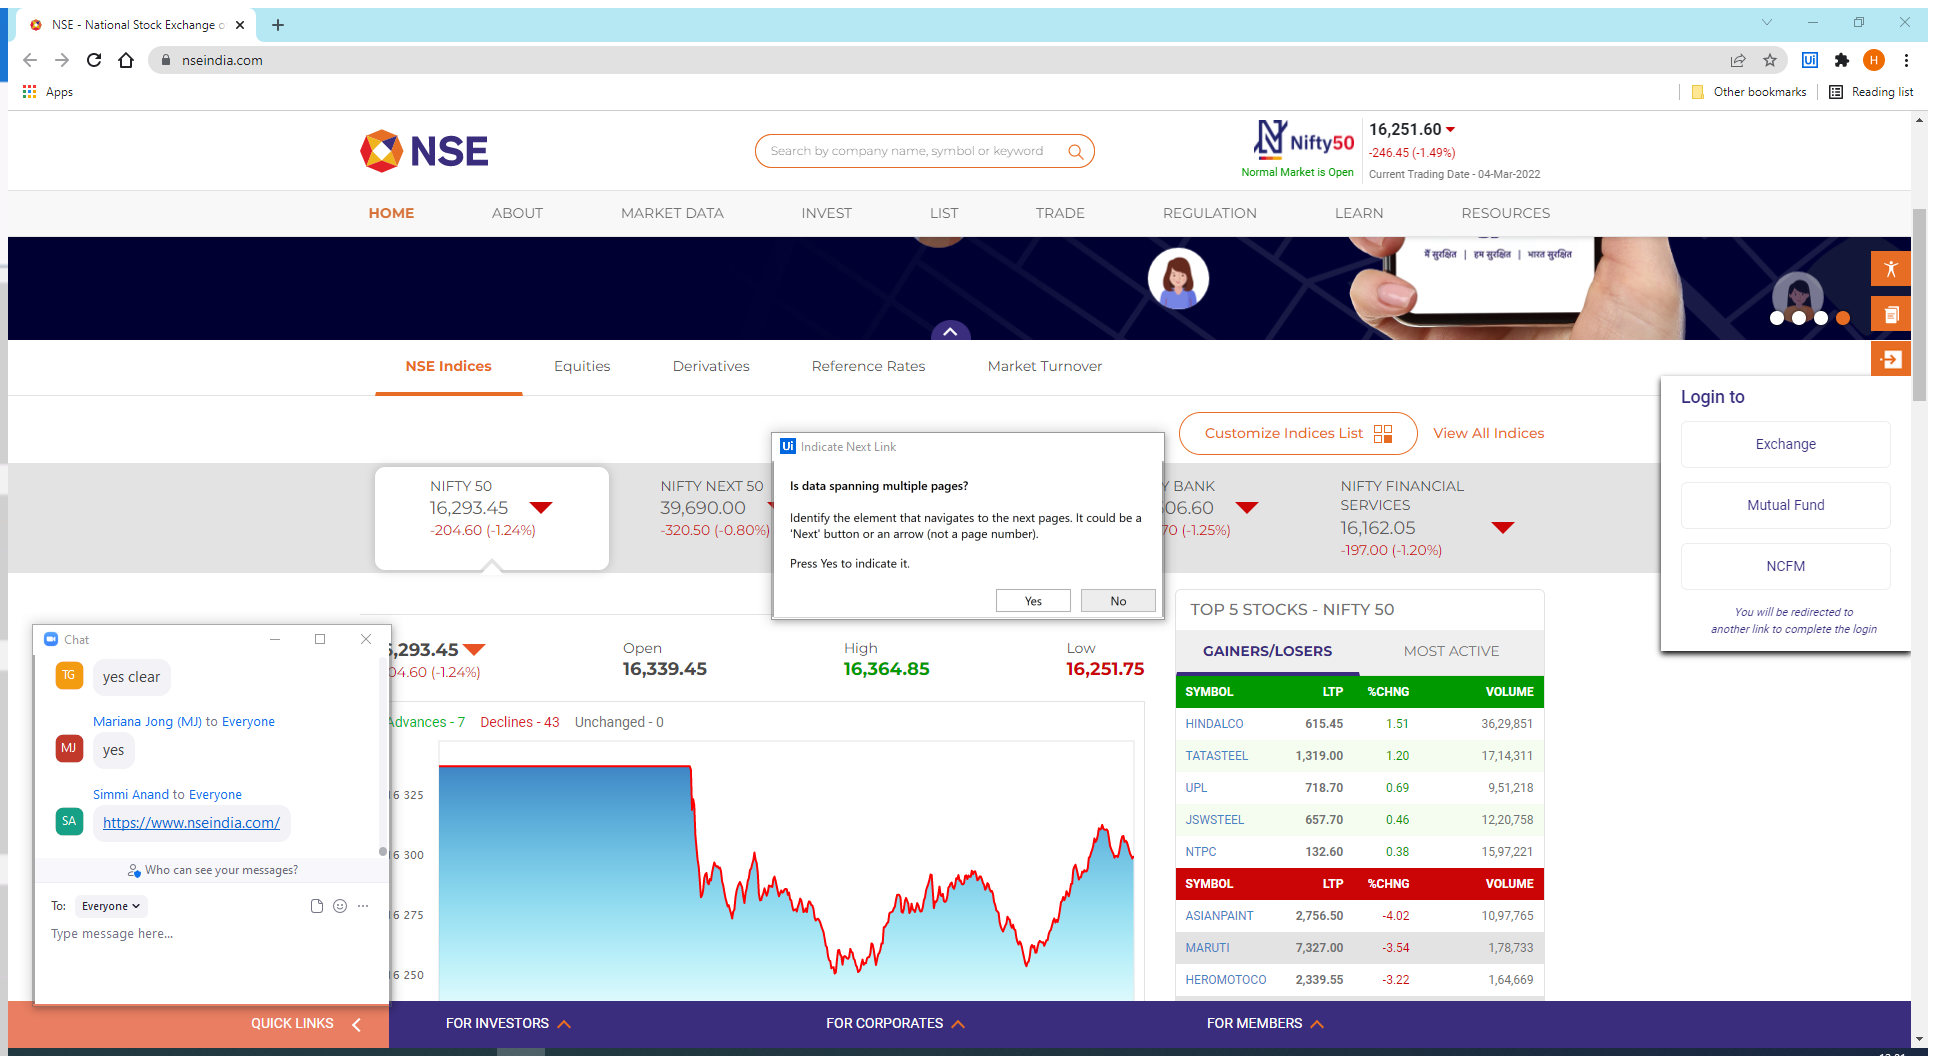 NSE - National Stock Exchange o
nseindia.com
H
Apps
Other bookmarks
Reading list
NSE
Search by company name, symbol or keyword
Nifty50
Normal Market is Open
16,251.60
-246.45 (-1.49%)
Current Trading Date - 04-Mar-2022
HOME ABOUT MARKET DATA INVEST LIST TRADE REGULATION LEARN RESOURCES
मैं सुरक्षित | हम सुरक्षित | भारत सुरक्षित
NSE Indices Equities Derivatives Reference Rates Market Turnover
Customize Indices List View All Indices
NIFTY 50
16,293.45
-204.60 (-1.24%)
NIFTY NEXT 50
39,690.00
-320.50 (-0.80%)
Y BANK
06.60
70 (-1.25%)
NIFTY FINANCIAL
SERVICES
16,162.05
-197.00 (-1.20%)
Ui Indicate Next Link
Is data spanning multiple pages?
Identify the element that navigates to the next pages. It could be a
'Next' button or an arrow (not a page number).
Press Yes to indicate it.
Yes No
Login to
Exchange
Mutual Fund
NCFM
You will be redirected to
another link to complete the login
,293.45
04.60 (-1.24%)
Open
16,339.45
High
16,364.85
Low
16,251.75
Advances - 7 Declines - 43 Unchanged - 0
16 325
16 300
16 275
16 250
TOP 5 STOCKS - NIFTY 50
GAINERS/LOSERS MOST ACTIVE
SYMBOL LTP %CHNG VOLUME
HINDALCO 615.45 1.51 36,29,851
TATASTEEL 1,319.00 1.20 17,14,311
UPL 718.70 0.69 9,51,218
JSWSTEEL 657.70 0.46 12,20,758
NTPC 132.60 0.38 15,97,221
SYMBOL LTP %CHNG VOLUME
ASIANPAINT 2,756.50 -4.02 10,97,765
MARUTI 7,327.00 -3.54 1,78,733
HEROMOTOCO 2,339.55 -3.22 1,64,669
Chat
TG
yes clear
Mariana Jong (MJ) to Everyone
MJ
yes
Simmi Anand to Everyone
SA
https://www.nseindia.com/
Who can see your messages?
To: Everyone
Type message here...
QUICK LINKS FOR INVESTORS FOR CORPORATES FOR MEMBERS